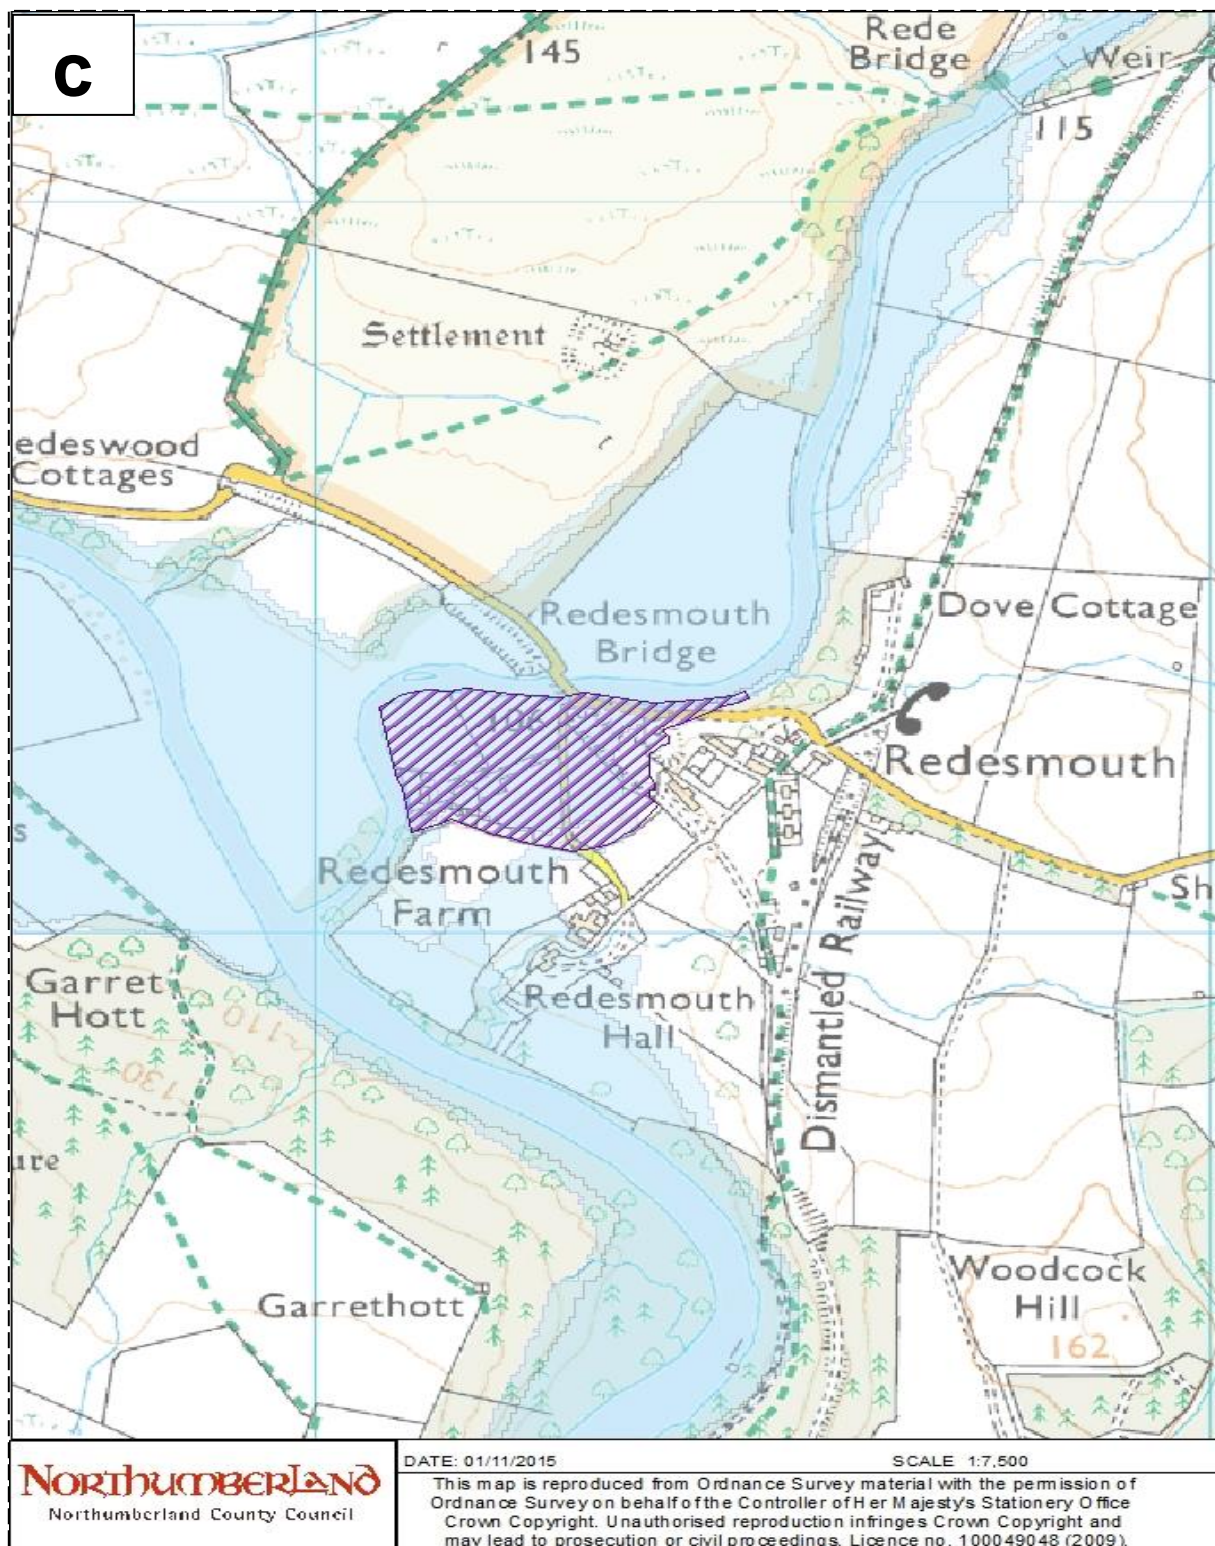 C
145
Rede
Bridge
Weir
115
Settlement
edeswood
Cottages
Redesmouth
Bridge
Dove Cottage
106
Redesmouth
s
Redesmouth
Farm
Sh
Garret
Hott
110
130
Redesmouth
Hall
Dismantled Railway
ure
Garrethott
Woodcock
Hill
162
NORTHUMBERLAND
Northumberland County Council
DATE: 01/11/2015 SCALE 1:7,500
This map is reproduced from Ordnance Survey material with the permission of
Ordnance Survey on behalf of the Controller of Her Majesty's Stationery Office
Crown Copyright. Unauthorised reproduction infringes Crown Copyright and
may lead to prosecution or civil proceedings. Licence no. 100049048 (2009).